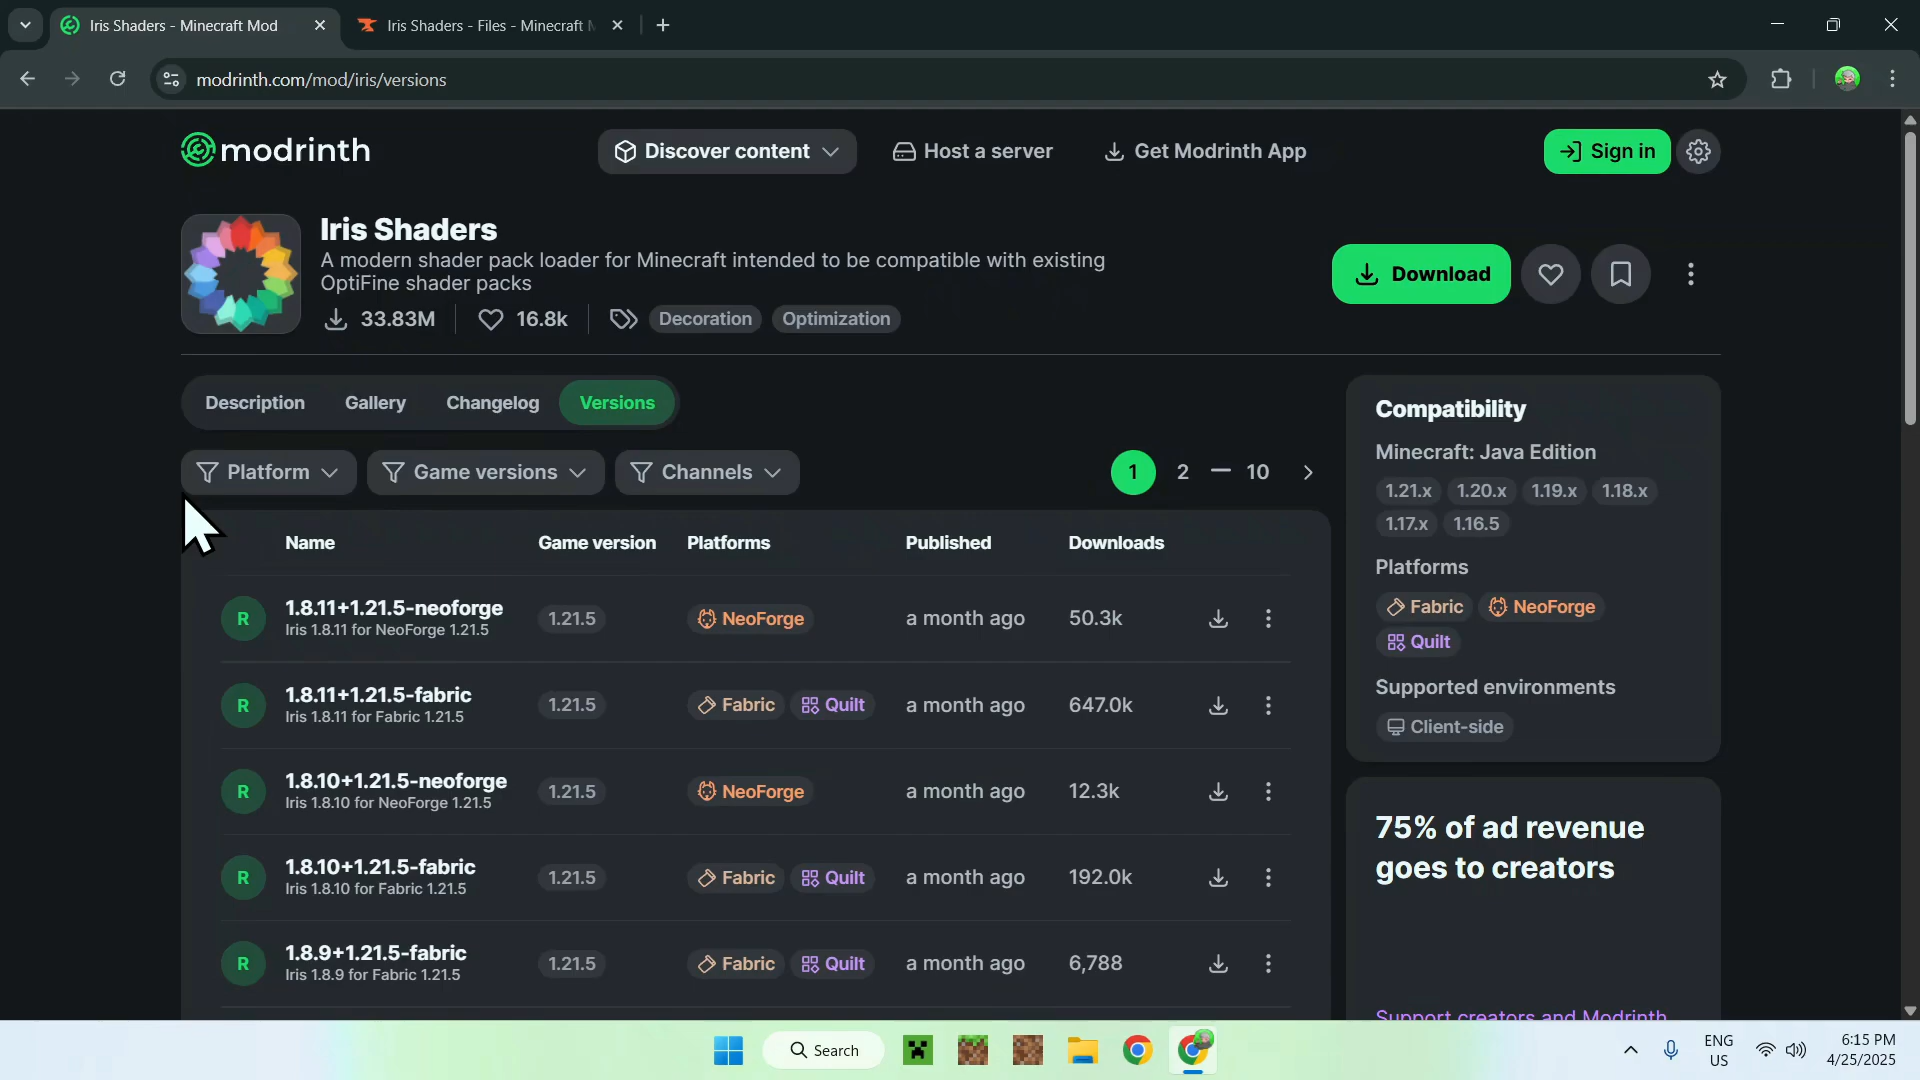 Iris Shaders - Minecraft Mod
Iris Shaders - Files - Minecraft
modrinth.com/mod/iris/versions
modrinth
Discover content
Host a server
Get Modrinth App
Sign in
Iris Shaders
A modern shader pack loader for Minecraft intended to be compatible with existing
OptiFine shader packs
33.83M
16.8k
Decoration
Optimization
Download
Description
Gallery
Changelog
Versions
Platform
Game versions
Channels
1
2
10
Name
Game version
Platforms
Published
Downloads
R
1.8.11+1.21.5-neoforge
Iris 1.8.11 for NeoForge 1.21.5
1.21.5
NeoForge
a month ago
50.3k
R
1.8.11+1.21.5-fabric
Iris 1.8.11 for Fabric 1.21.5
1.21.5
Fabric
Quilt
a month ago
647.0k
R
1.8.10+1.21.5-neoforge
Iris 1.8.10 for NeoForge 1.21.5
1.21.5
NeoForge
a month ago
12.3k
R
1.8.10+1.21.5-fabric
Iris 1.8.10 for Fabric 1.21.5
1.21.5
Fabric
Quilt
a month ago
192.0k
R
1.8.9+1.21.5-fabric
Iris 1.8.9 for Fabric 1.21.5
1.21.5
Fabric
Quilt
a month ago
6,788
Compatibility
Minecraft: Java Edition
1.21.x
1.20.x
1.19.x
1.18.x
1.17.x
1.16.5
Platforms
Fabric
NeoForge
Quilt
Supported environments
Client-side
75% of ad revenue
goes to creators
Support creators and Modrinth
Search
ENG
US
6:15 PM
4/25/2025